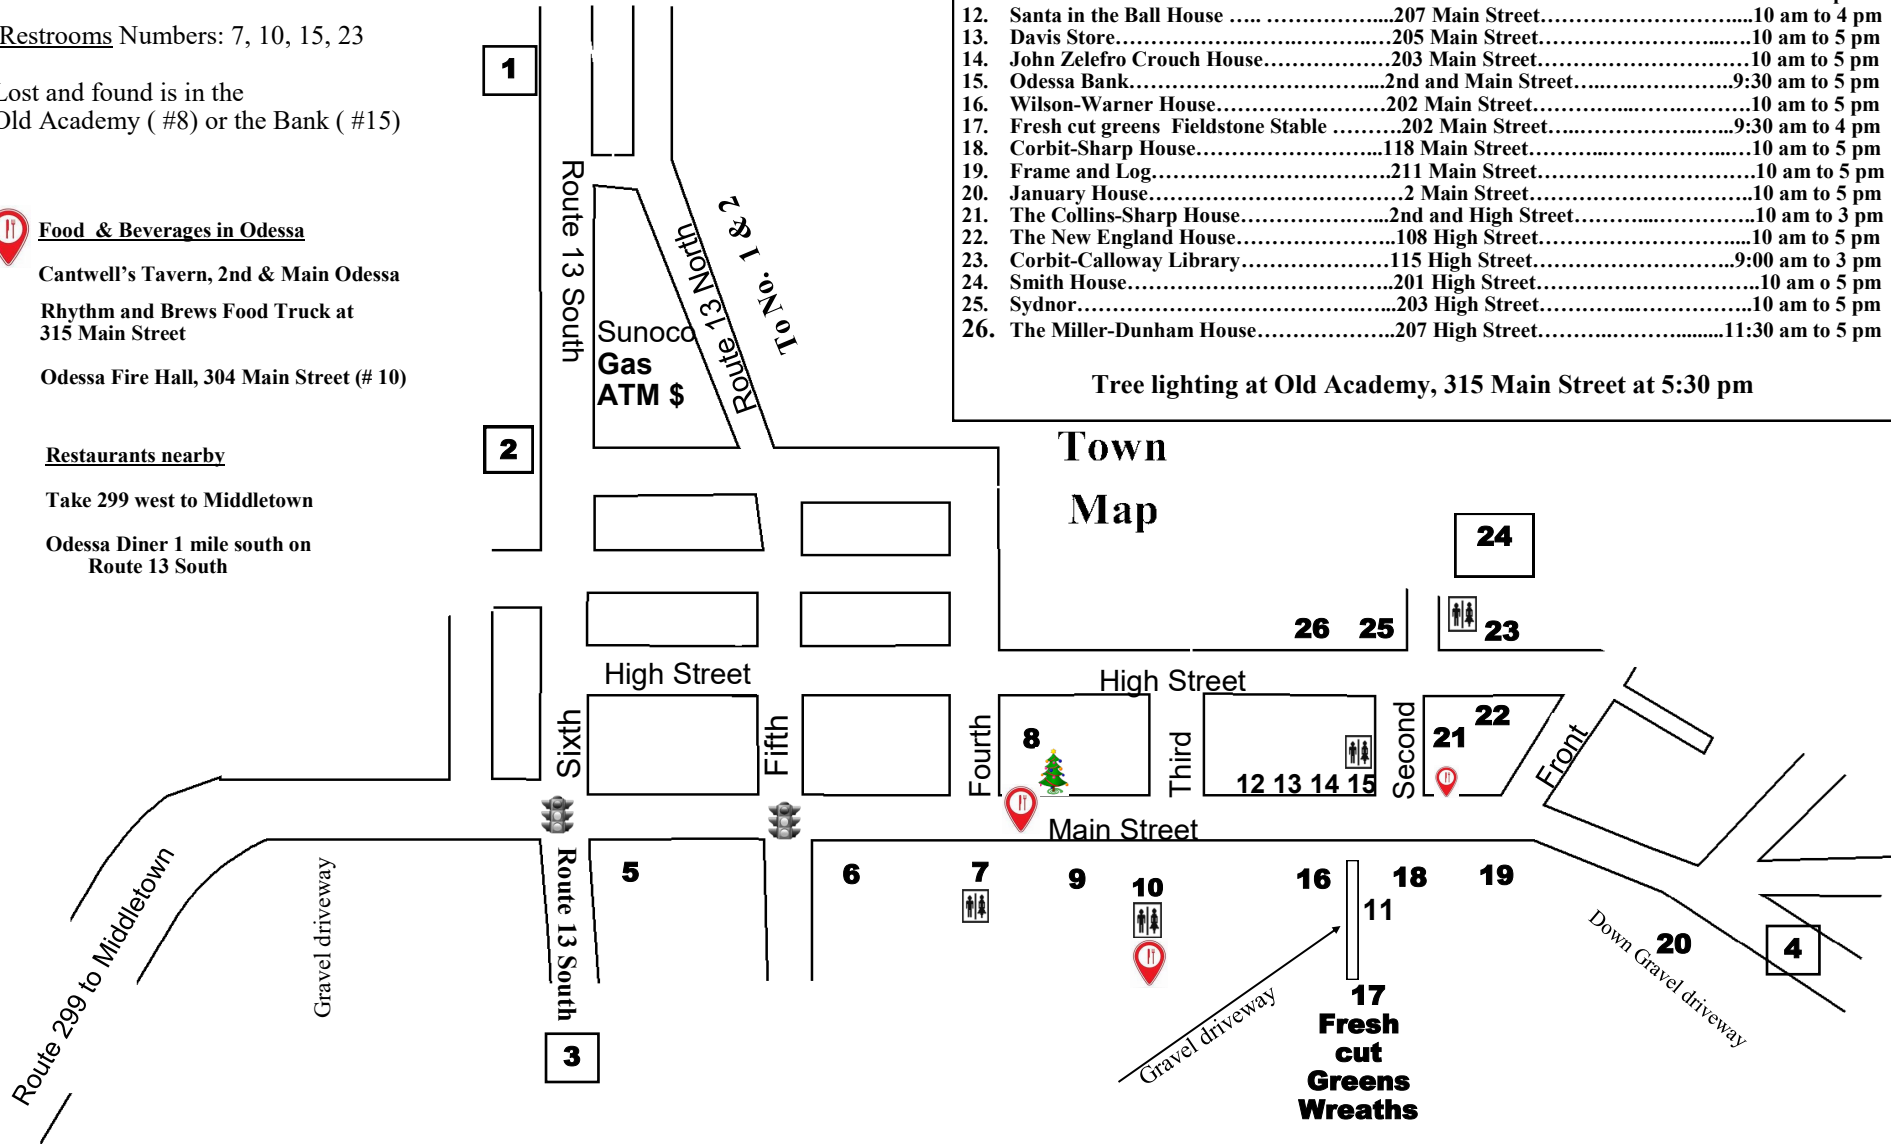 Restrooms Numbers: 7, 10, 15, 23
Lost and found is in the
Old Academy ( #8) or the Bank ( #15)
Food & Beverages in Odessa
Cantwell’s Tavern, 2nd & Main Odessa
Rhythm and Brews Food Truck at
315 Main Street
Odessa Fire Hall, 304 Main Street (# 10)
Restaurants nearby
Take 299 west to Middletown
Odessa Diner 1 mile south on
Route 13 South
12. Santa in the Ball House ….. ……………....207 Main Street………………………....10 am to 4 pm
13. Davis Store………………………………205 Main Street…………………………10 am to 5 pm
14. John Zelefro Crouch House………………203 Main Street…………………………10 am to 5 pm
15. Odessa Bank……………………………...2nd and Main Street…………………9:30 am to 5 pm
16. Wilson-Warner House……………………202 Main Street…………………………10 am to 5 pm
17. Fresh cut greens  Fieldstone Stable ……….202 Main Street………………………9:30 am to 4 pm
18. Corbit-Sharp House………………………118 Main Street…………………………10 am to 5 pm
19. Frame and Log……………………………211 Main Street…………………………10 am to 5 pm
20. January House……………………………2 Main Street……………………………10 am to 5 pm
21. The Collins-Sharp House…………………2nd and High Street……………………10 am to 3 pm
22. The New England House…………………108 High Street…………………………10 am to 5 pm
23. Corbit-Calloway Library…………………115 High Street………………………9:00 am to 3 pm
24. Smith House………………………………201 High Street…………………………10 am o 5 pm
25. Sydnor……………………………………203 High Street…………………………10 am to 5 pm
26. The Miller-Dunham House………………207 High Street………………………11:30 am to 5 pm
Tree lighting at Old Academy, 315 Main Street at 5:30 pm
Town
Map
1
2
Route 13 South
Route 13 North
To No. 1 & 2
Sunoco
Gas
ATM $
24
26 25 23
High Street
High Street
Sixth
Fifth
Fourth
Third
Second
Front
8
21
22
12 13 14 15
Main Street
5
6
7
9
10
16
11
18
19
20
4
Route 299 to Middletown
Gravel driveway
Route 13 South
3
Gravel driveway
Down Gravel driveway
17
Fresh
cut
Greens
Wreaths